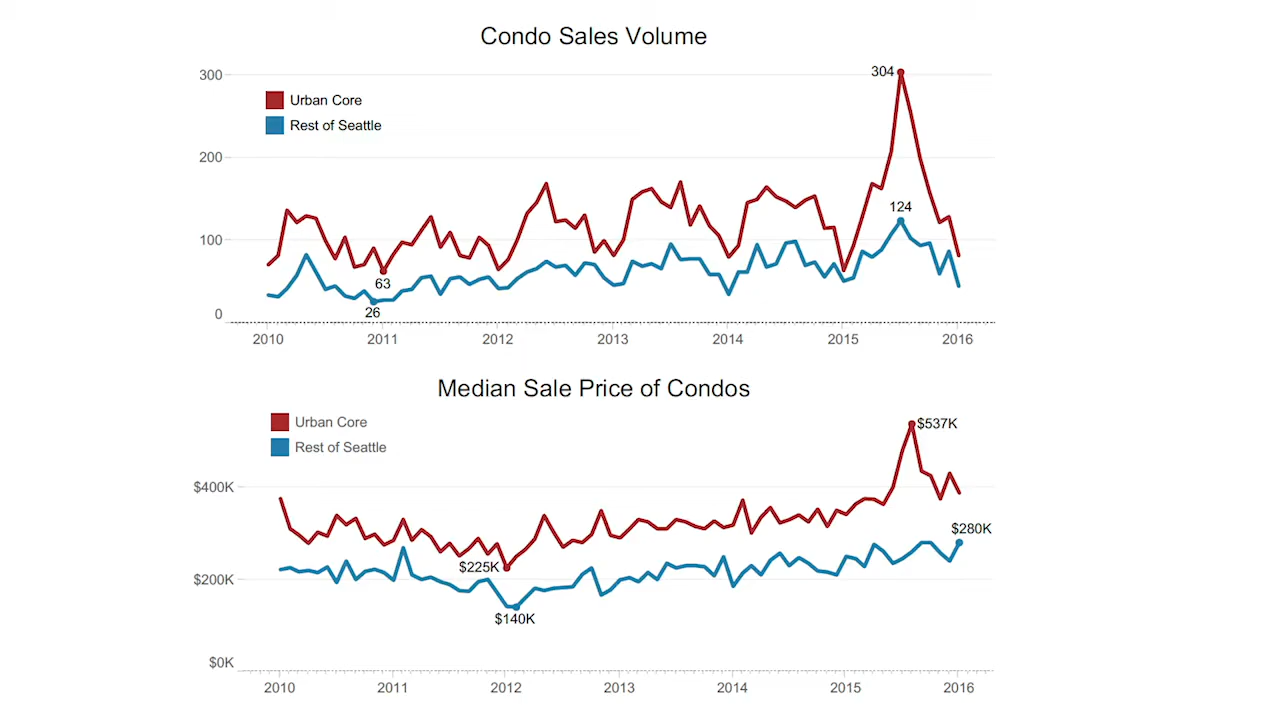 Condo Sales Volume
300
304
Urban Core
Rest of Seattle
200
124
100
63
26
0
2010 2011 2012 2013 2014 2015 2016
Median Sale Price of Condos
Urban Core
$537K
Rest of Seattle
$400K
$280K
$225K
$200K
$140K
$0K
2010 2011 2012 2013 2014 2015 2016